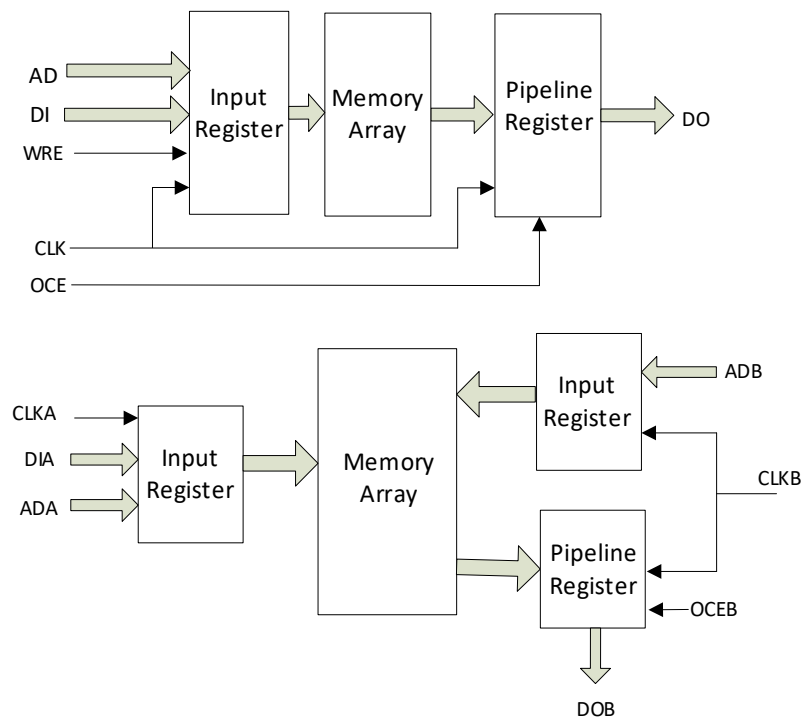 AD
DI
WRE
CLK
OCE
Input
Register
Memory
Array
Pipeline
Register
DO
CLKA
DIA
ADA
Input
Register
Memory
Array
Input
Register
ADB
CLKB
Pipeline
Register
OCEB
DOB